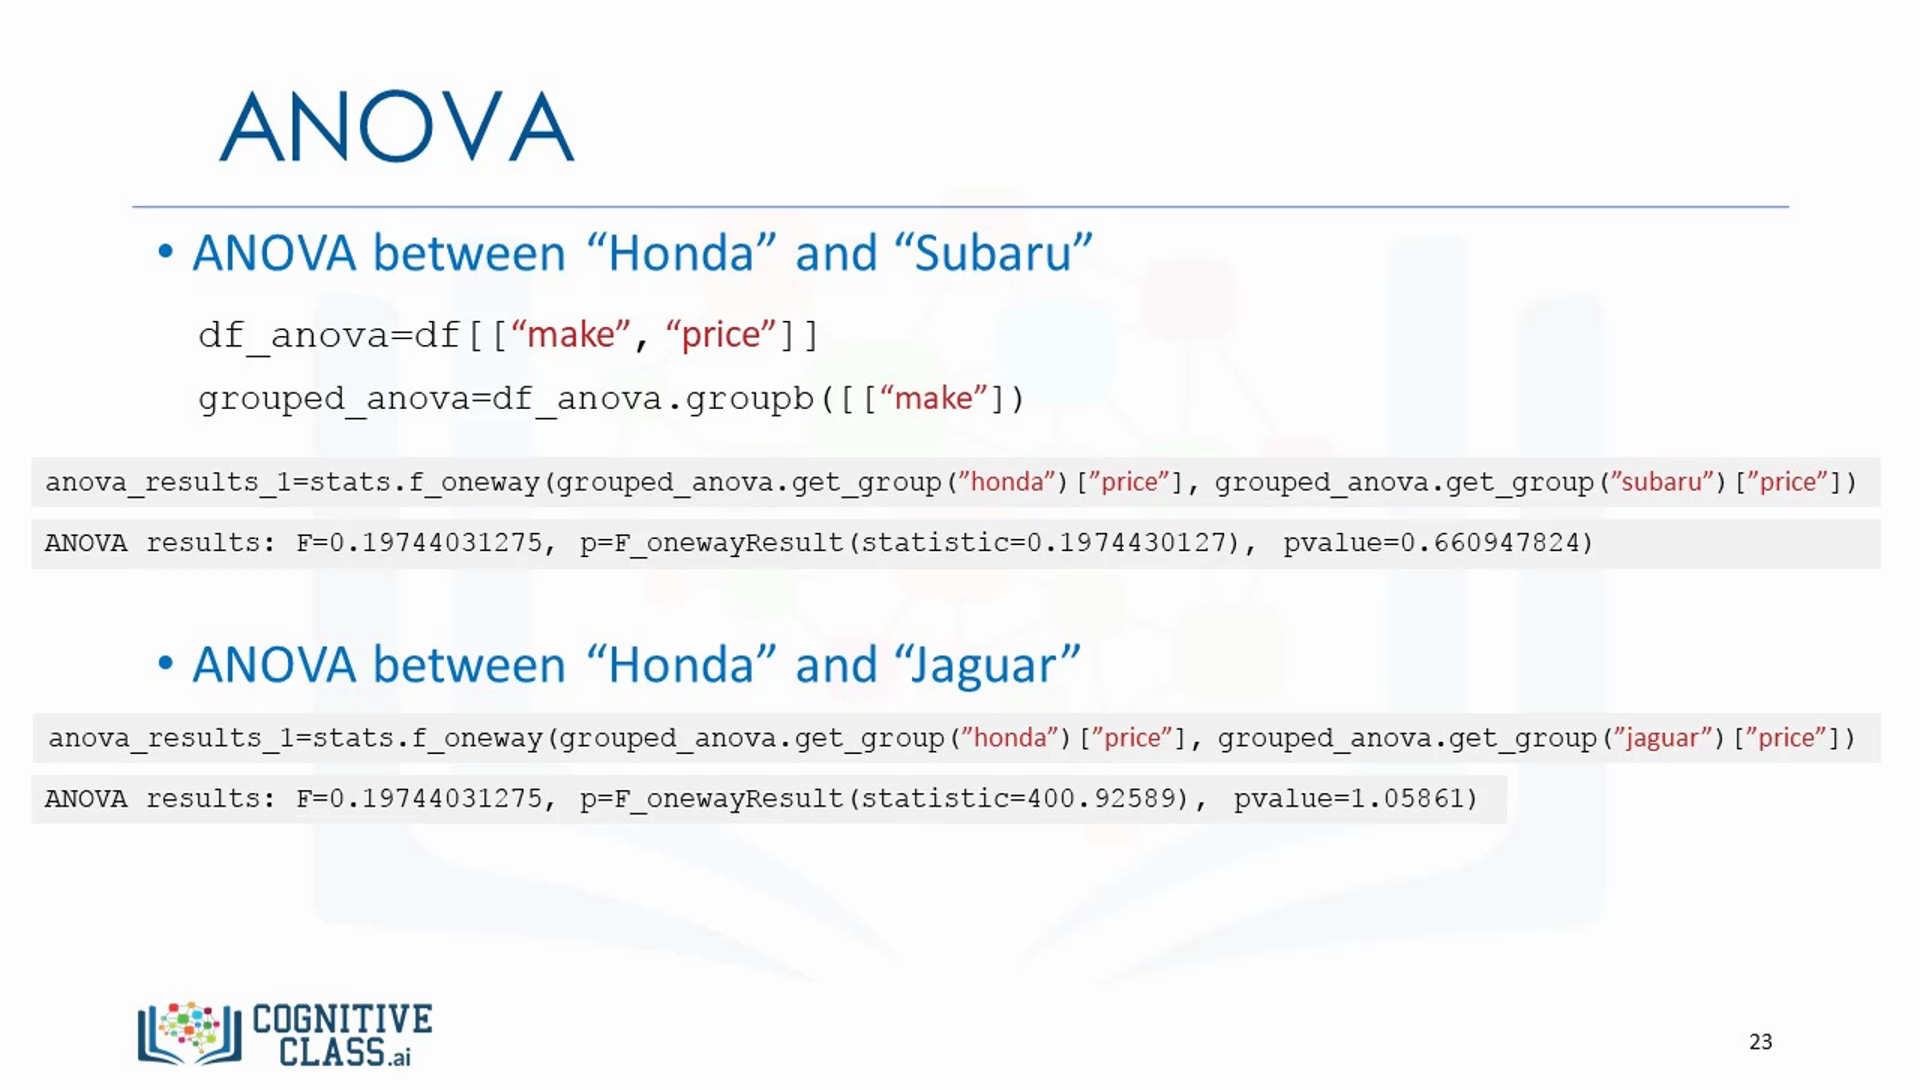 ANOVA
• ANOVA between “Honda” and “Subaru”
df_anova=df[[“make”, “price”]]
grouped_anova=df_anova.groupb([[“make”])
anova_results_1=stats.f_oneway(grouped_anova.get_group(”honda”)[”price”], grouped_anova.get_group(”subaru”)[”price”])
ANOVA results: F=0.19744031275, p=F_onewayResult(statistic=0.1974430127), pvalue=0.660947824)
• ANOVA between “Honda” and “Jaguar”
anova_results_1=stats.f_oneway(grouped_anova.get_group(”honda”)[”price”], grouped_anova.get_group(”jaguar”)[”price”])
ANOVA results: F=0.19744031275, p=F_onewayResult(statistic=400.92589), pvalue=1.05861)
COGNITIVE
CLASS.ai
23